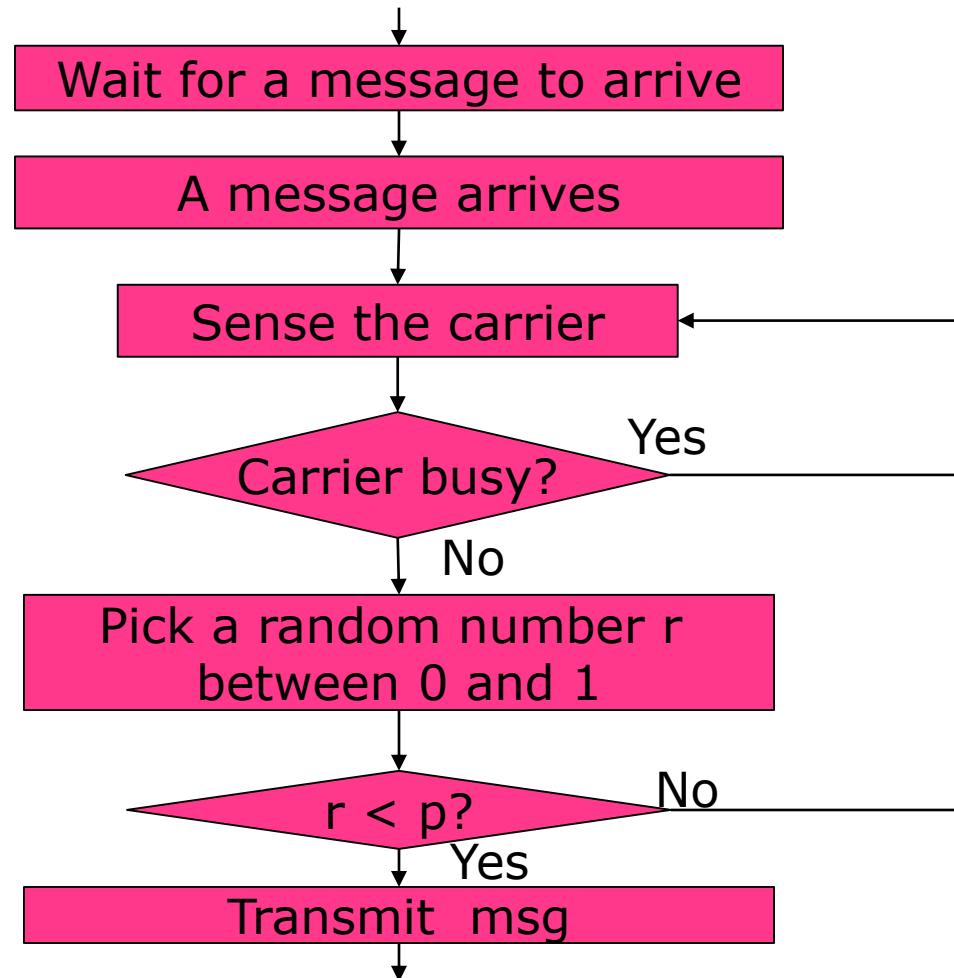 Wait for a message to arrive
A message arrives
Sense the carrier
Yes
Carrier busy?
No
Pick a random number r
between 0 and 1
No
r < p?
Yes
Transmit msg